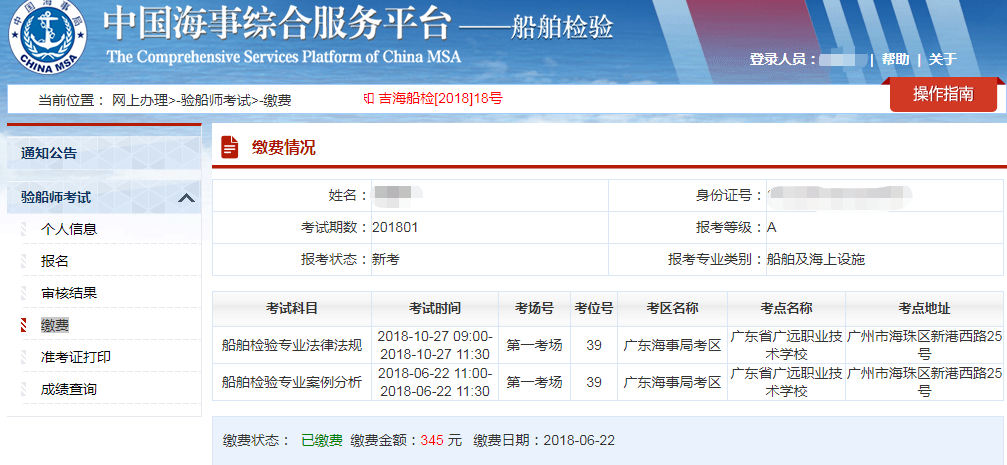 中国海事局
CHINA MSA
中国海事综合服务平台——船舶检验
The Comprehensive Services Platform of China MSA
登录人员： | 帮助 | 关于
当前位置： 网上办理>-验船师考试>-缴费
知 吉海船检[2018]18号
操作指南
通知公告
验船师考试
个人信息
报名
审核结果
缴费
准考证打印
成绩查询
缴费情况
姓名： 身份证号：
考试期数：201801 报考等级：A
报考状态：新考 报考专业类别：船舶及海上设施
考试科目 考试时间 考场号 考位号 考区名称 考点名称 考点地址
船舶检验专业法律法规 2018-10-27 09:00-2018-10-27 11:30 第一考场 39 广东海事局考区 广东省广远职业技术学校 广州市海珠区新港西路25号
船舶检验专业案例分析 2018-06-22 11:00-2018-06-22 11:30 第一考场 39 广东海事局考区 广东省广远职业技术学校 广州市海珠区新港西路25号
缴费状态： 已缴费 缴费金额：345 元 缴费日期：2018-06-22